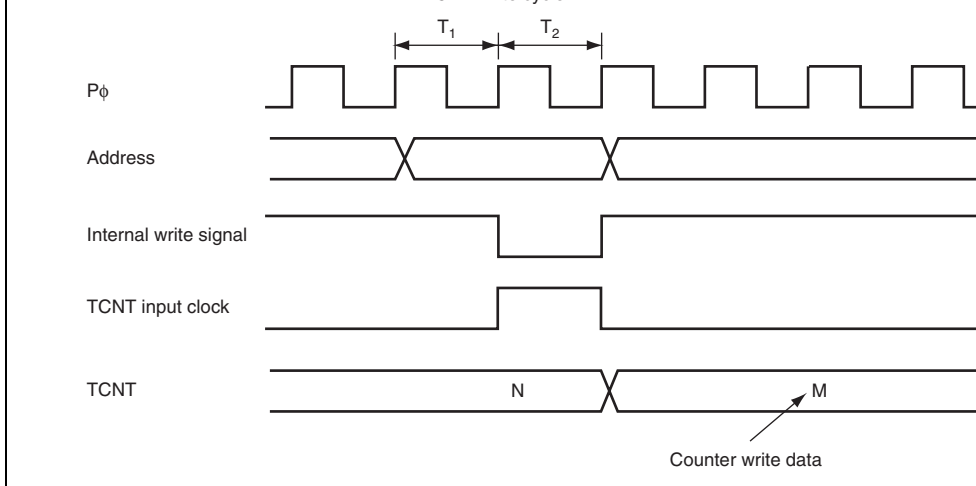 T1 T2
Pφ
Address
Internal write signal
TCNT input clock
TCNT N M
Counter write data